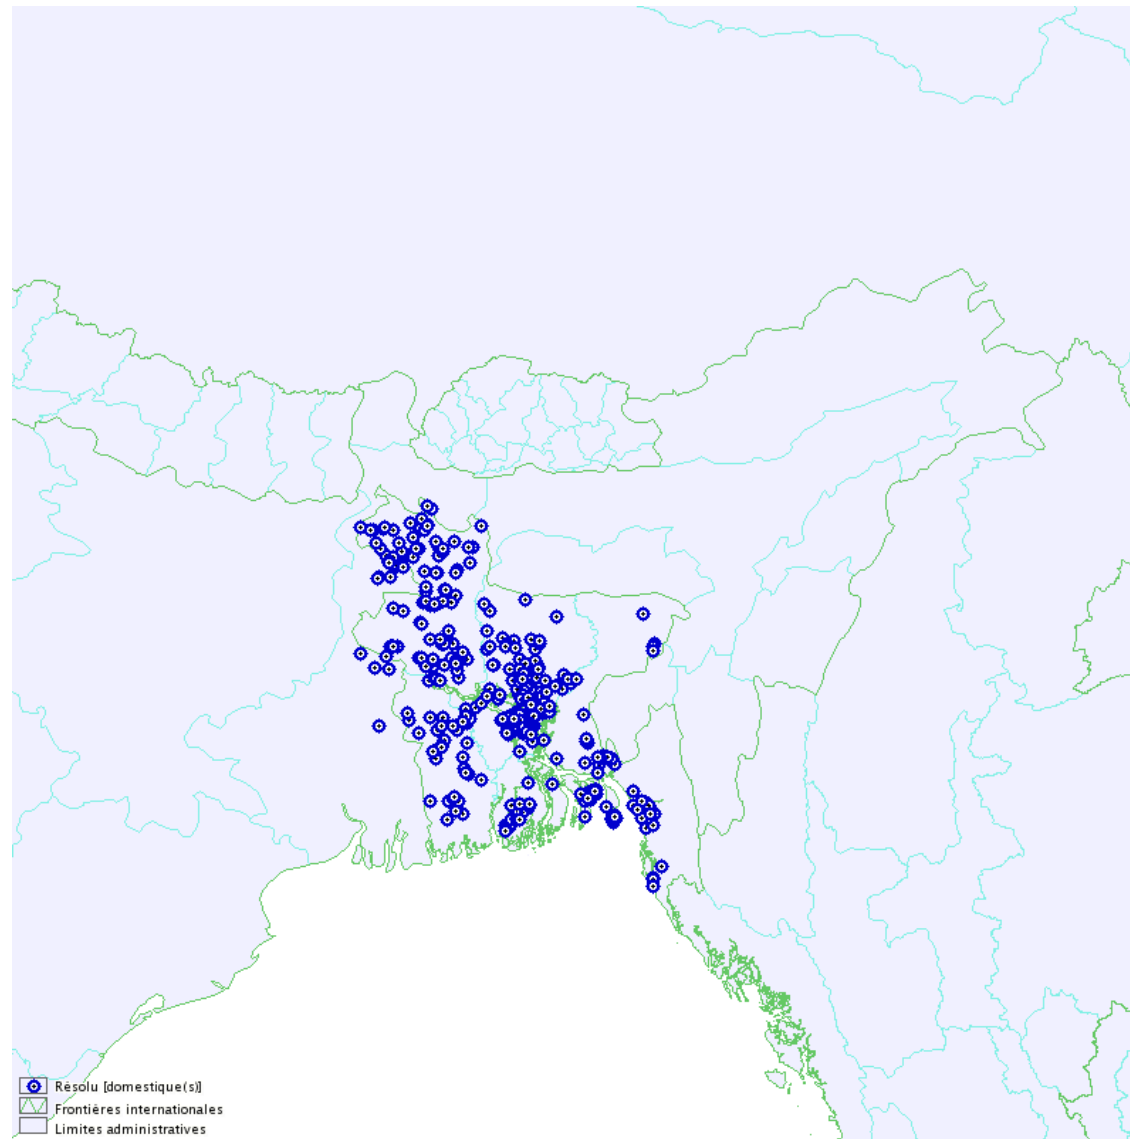 Résolu [domestique(s)]
Frontières internationales
Limites administratives